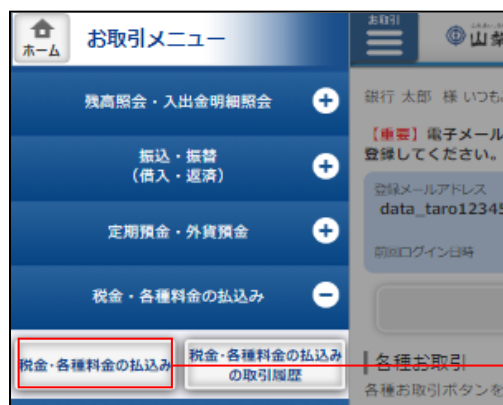 ホーム
お取引メニュー
残高照会・入出金明細照会
振込・振替
(借入・返済)
定期預金・外貨預金
税金・各種料金の払込み
税金・各種料金の払込み
税金・各種料金の払込み
の取引履歴
お取引
山梨
銀行 太郎 様 いつも
【重要】電子メール
登録してください。
登録メールアドレス
data_taro12345
前回ログイン日時
各種お取引
各種お取引ボタンを